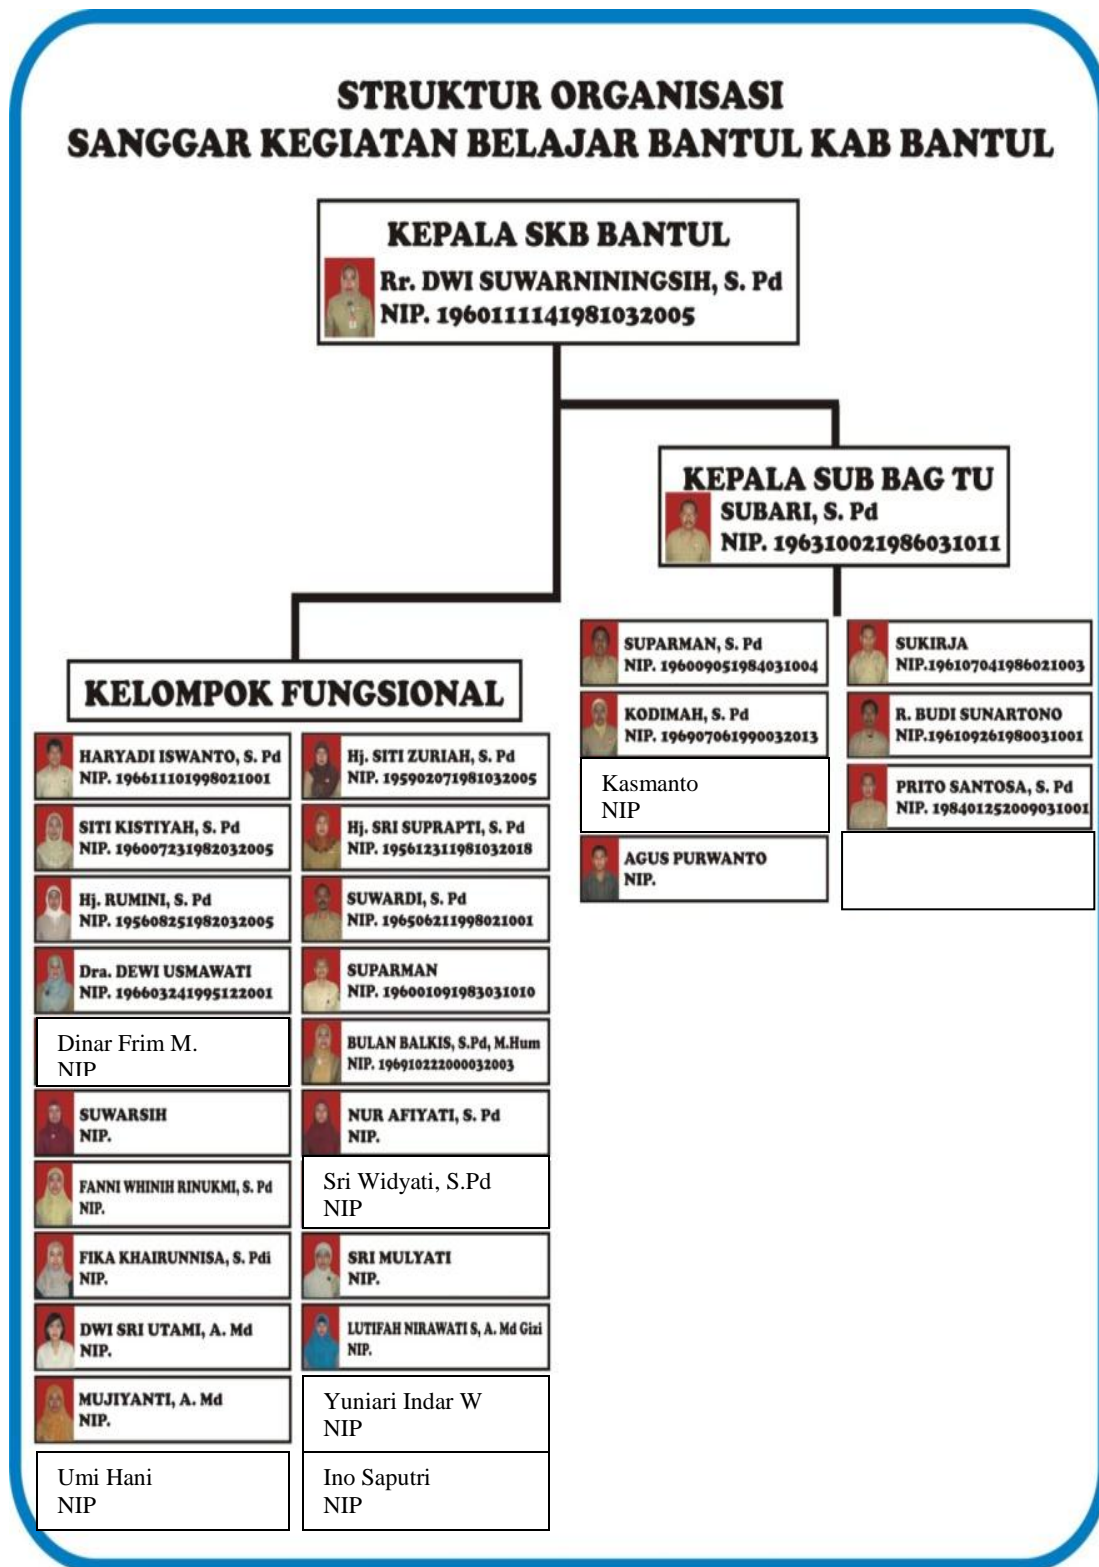 STRUKTUR ORGANISASI
SANGGAR KEGIATAN BELAJAR BANTUL KAB BANTUL
KEPALA SKB BANTUL
Rr. DWI SUWARNININGSIH, S. Pd
NIP. 1960111141981032005
KEPALA SUB BAG TU
SUBARI, S. Pd
NIP. 196310021986031011
SUPARMAN, S. Pd
NIP. 196009051984031004
SUKIRJA
NIP.196107041986021003
KODIMAH, S. Pd
NIP. 196907061990032013
R. BUDI SUNARTONO
NIP.196109261980031001
Kasmanto
NIP
PRITO SANTOSA, S. Pd
NIP. 198401252009031001
AGUS PURWANTO
NIP.
KELOMPOK FUNGSIONAL
HARYADI ISWANTO, S. Pd
NIP. 196611101998021001
Hj. SITI ZURIAH, S. Pd
NIP. 195902071981032005
SITI KISTIYAH, S. Pd
NIP. 196007231982032005
Hj. SRI SUPRAPTI, S. Pd
NIP. 195612311981032018
Hj. RUMINI, S. Pd
NIP. 195608251982032005
SUWARDI, S. Pd
NIP. 196506211998021001
Dra. DEWI USMAWATI
NIP. 196603241995122001
SUPARMAN
NIP. 196001091983031010
Dinar Frim M.
NIP
BULAN BALKIS, S.Pd, M.Hum
NIP. 196910222000032003
SUWARSIH
NIP.
NUR AFIYATI, S. Pd
NIP.
FANNI WHINIH RINUKMI, S. Pd
NIP.
Sri Widyati, S.Pd
NIP
FIKA KHAIRUNNISA, S. Pdi
NIP.
SRI MULYATI
NIP.
DWI SRI UTAMI, A. Md
NIP.
LUTIFAH NIRAWATI S, A. Md Gizi
NIP.
MUJIYANTI, A. Md
NIP.
Yuniari Indar W
NIP
Umi Hani
NIP
Ino Saputri
NIP